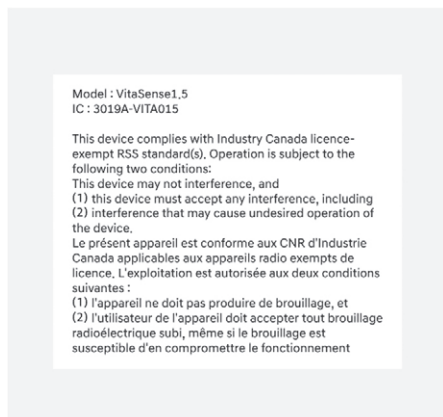 Model : VitaSense1.5
IC : 3019A-VITA015
This device complies with Industry Canada licence-
exempt RSS standard(s). Operation is subject to the
following two conditions:
This device may not interference, and
(1) this device must accept any interference, including
(2) interference that may cause undesired operation of
the device.
Le présent appareil est conforme aux CNR d'Industrie
Canada applicables aux appareils radio exempts de
licence. L'exploitation est autorisée aux deux conditions
suivantes :
(1) l'appareil ne doit pas produire de brouillage, et
(2) l'utilisateur de l'appareil doit accepter tout brouillage
radioélectrique subi, même si le brouillage est
susceptible d'en compromettre le fonctionnement